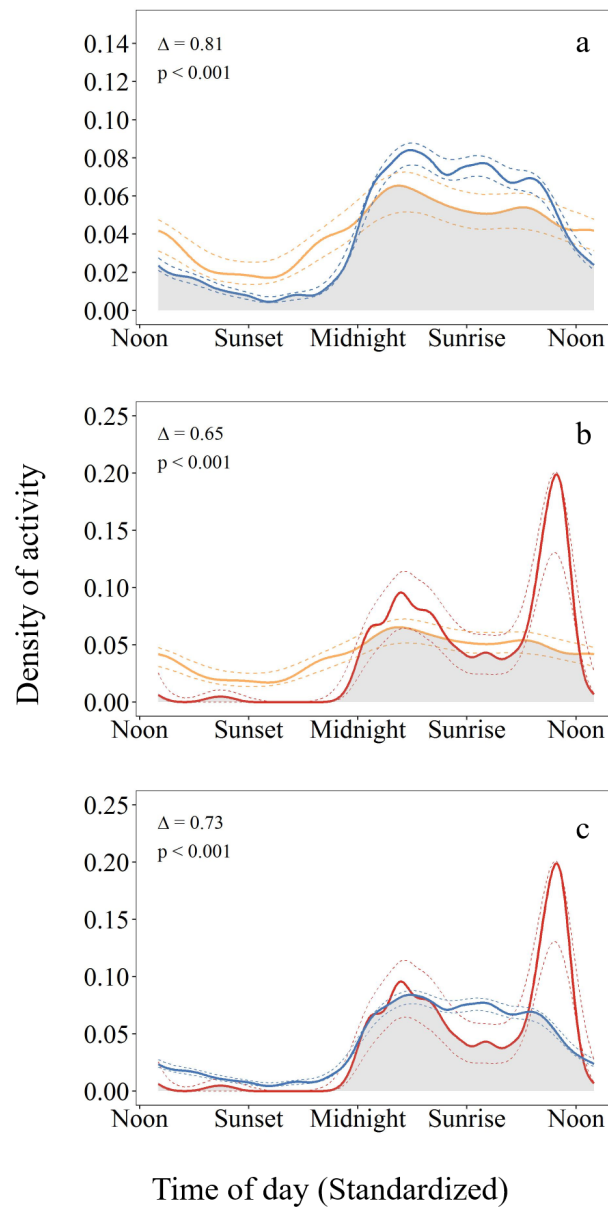 Δ = 0.81
p < 0.001
a
0.14
0.12
0.10
0.08
0.06
0.04
0.02
0.00
Noon Sunset Midnight Sunrise Noon
Δ = 0.65
p < 0.001
b
0.25
0.20
0.15
0.10
0.05
0.00
Noon Sunset Midnight Sunrise Noon
Density of activity
Δ = 0.73
p < 0.001
c
0.25
0.20
0.15
0.10
0.05
0.00
Noon Sunset Midnight Sunrise Noon
Time of day (Standardized)